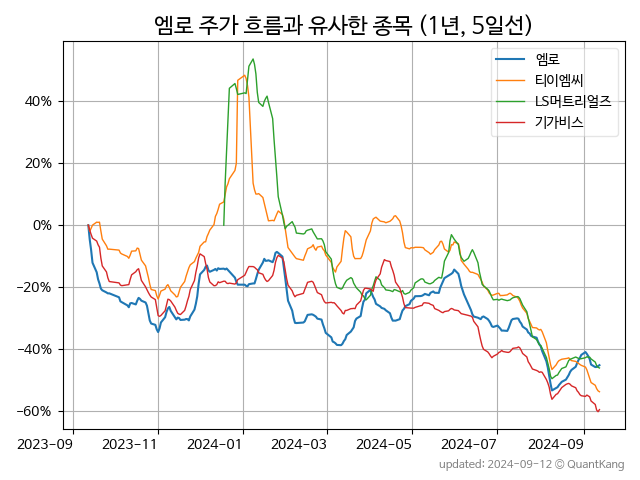 엠로 주가 흐름과 유사한 종목 (1년, 5일선)
엠로
티이엠씨
LS머트리얼즈
기가비스
40%
20%
0%
−20%
−40%
−60%
2023−09
2023−11
2024−01
2024−03
2024−05
2024−07
2024−09
updated: 2024-09-12 © QuantKang